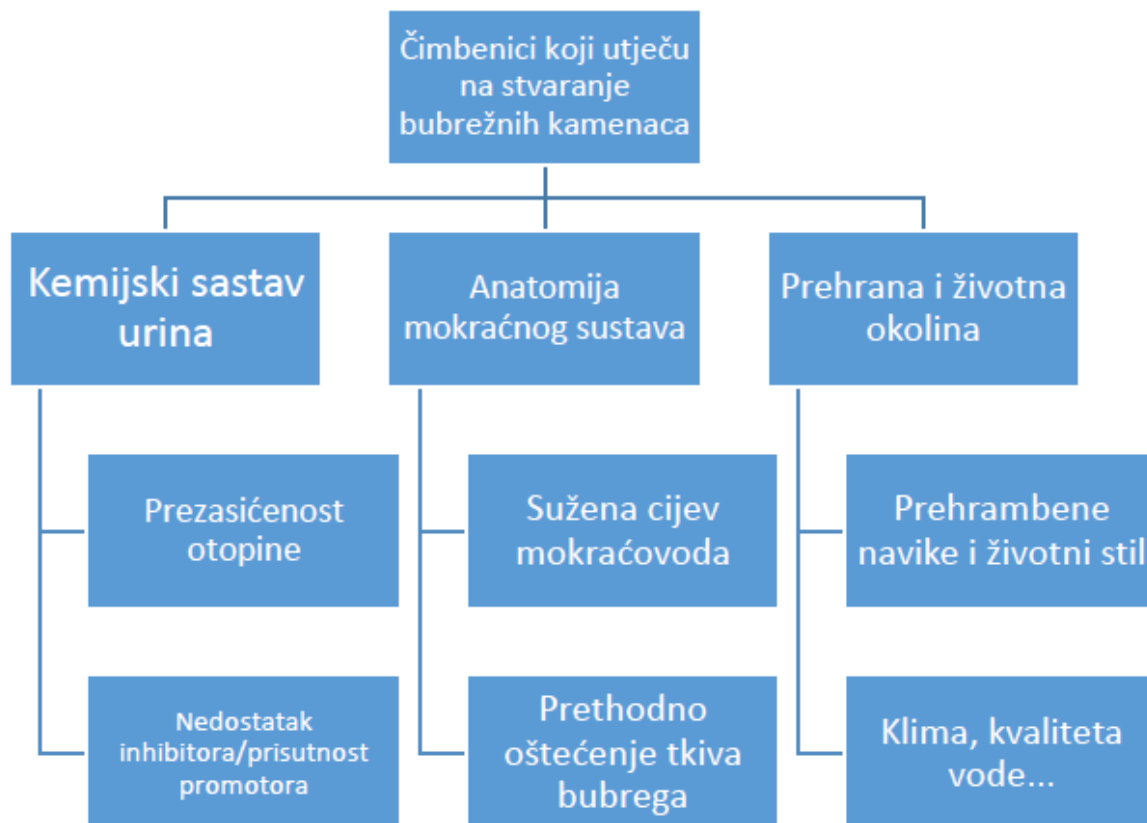 Čimbenici koji utječu
na stvaranje
bubrežnih kamenaca
Kemijski sastav
urina
Anatomija
mokraćnog sustava
Prehrana i životna
okolina
Prezasićenost
otopine
Sužena cijev
mokraćovoda
Prehrambene
navike i životni stil
Nedostatak
inhibitora/prisutnost
promotora
Prethodno
oštećenje tkiva
bubrega
Klima, kvaliteta
vode...